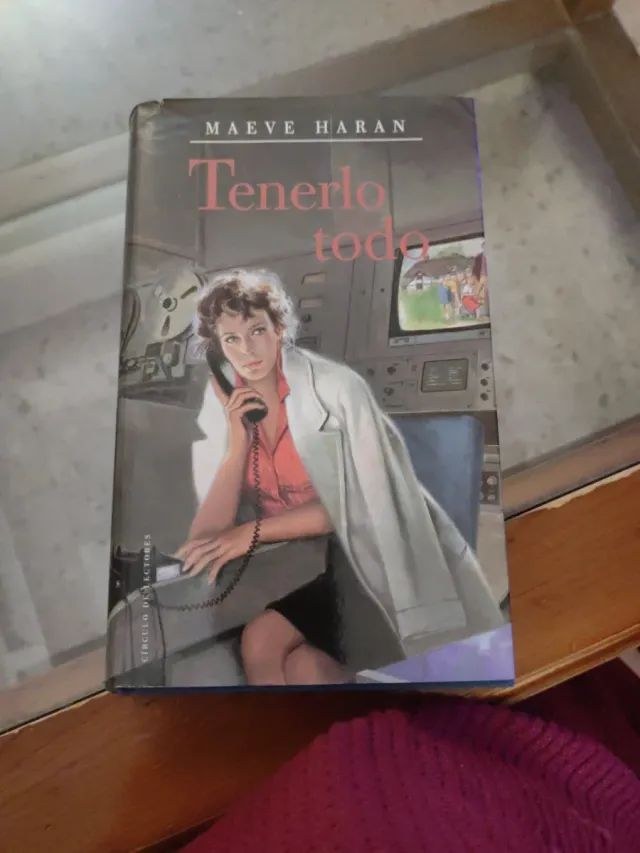 MAEVE HARAN
Tenerlo
todo
CÍRCULO DE LECTORES